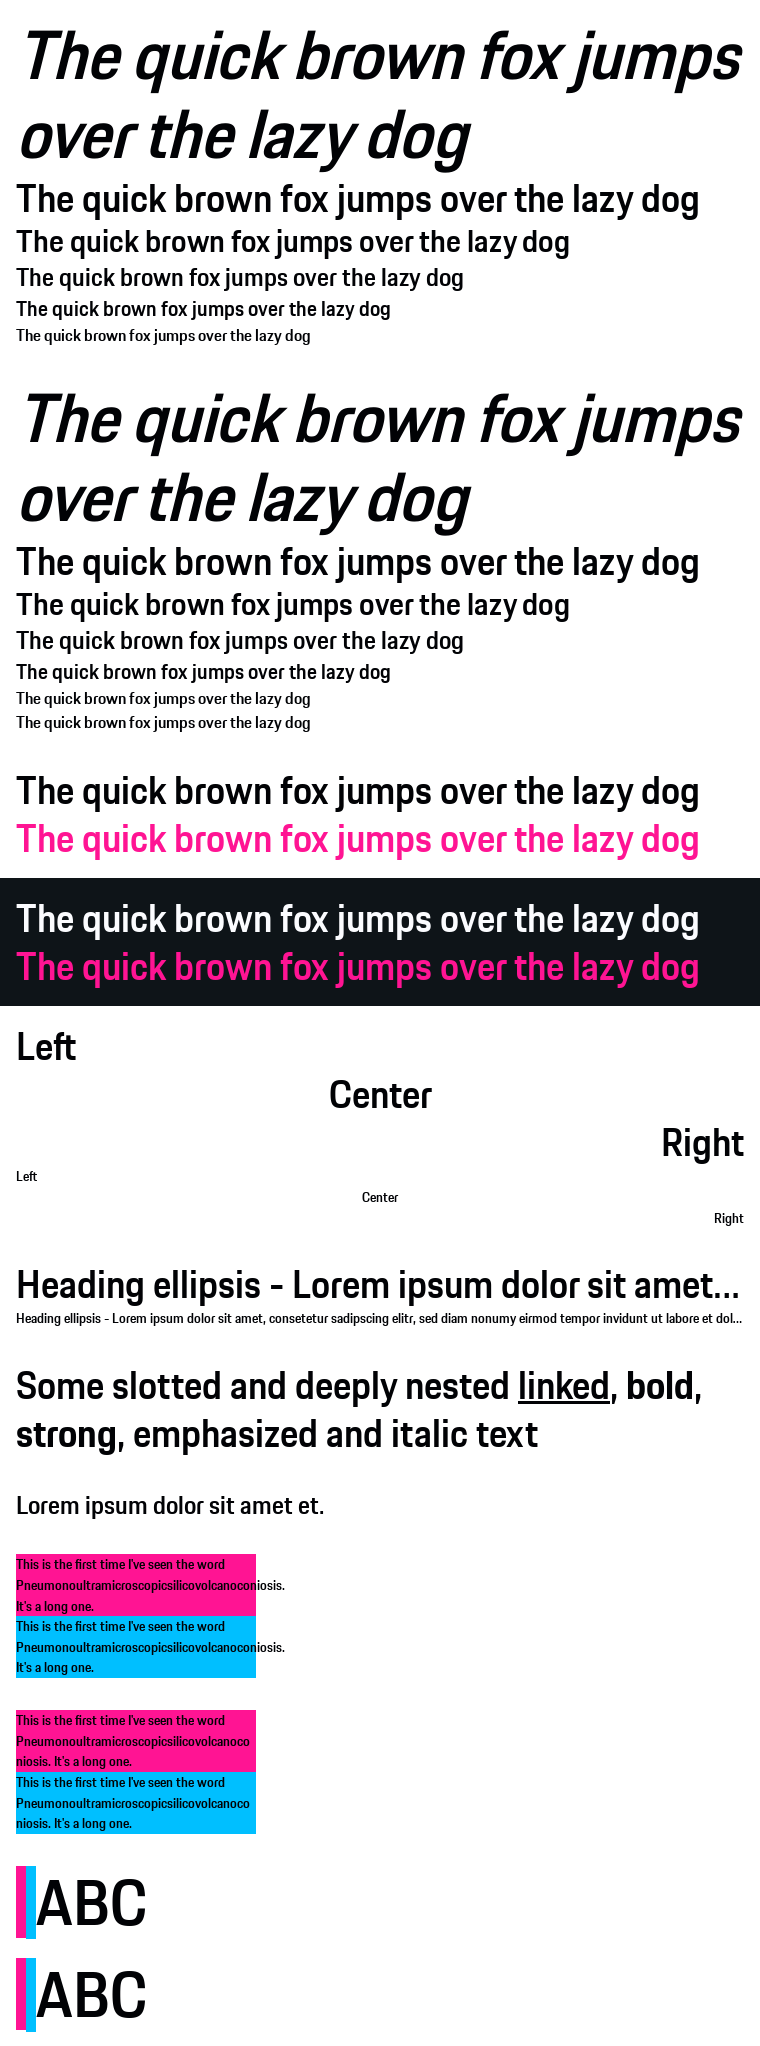 The quick brown fox jumps
over the lazy dog
The quick brown fox jumps over the lazy dog
The quick brown fox jumps over the lazy dog
The quick brown fox jumps over the lazy dog
The quick brown fox jumps over the lazy dog
The quick brown fox jumps over the lazy dog
The quick brown fox jumps
over the lazy dog
The quick brown fox jumps over the lazy dog
The quick brown fox jumps over the lazy dog
The quick brown fox jumps over the lazy dog
The quick brown fox jumps over the lazy dog
The quick brown fox jumps over the lazy dog
The quick brown fox jumps over the lazy dog
The quick brown fox jumps over the lazy dog
The quick brown fox jumps over the lazy dog
The quick brown fox jumps over the lazy dog
The quick brown fox jumps over the lazy dog
Left
Center
Right
Left
Center
Right
Heading ellipsis - Lorem ipsum dolor sit amet...
Heading ellipsis - Lorem ipsum dolor sit amet, consetetur sadipscing elitr, sed diam nonumy eirmod tempor invidunt ut labore et dol...
Some slotted and deeply nested linked, bold,
strong, emphasized and italic text
Lorem ipsum dolor sit amet et.
This is the first time I've seen the word
Pneumonoultramicroscopicsilicovolcanoconiosis.
It's a long one.
This is the first time I've seen the word
Pneumonoultramicroscopicsilicovolcanoconiosis.
It's a long one.
This is the first time I've seen the word
Pneumonoultramicroscopicsilicovolcanoco
niosis. It's a long one.
This is the first time I've seen the word
Pneumonoultramicroscopicsilicovolcanoco
niosis. It's a long one.
ABC
ABC